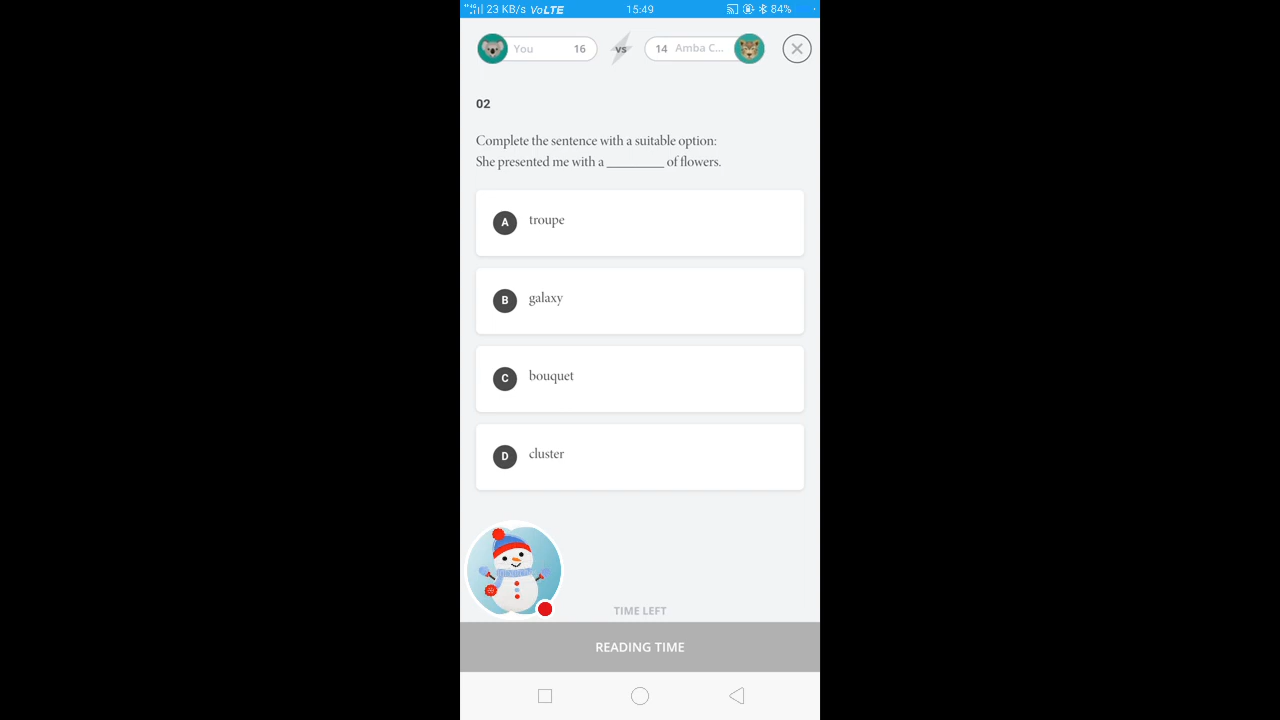 23 KB/s VoLTE 15:49 84%
You 16 vs 14 Amba C...
02
Complete the sentence with a suitable option:
She presented me with a ________ of flowers.
A troupe
B galaxy
C bouquet
D cluster
TIME LEFT
READING TIME